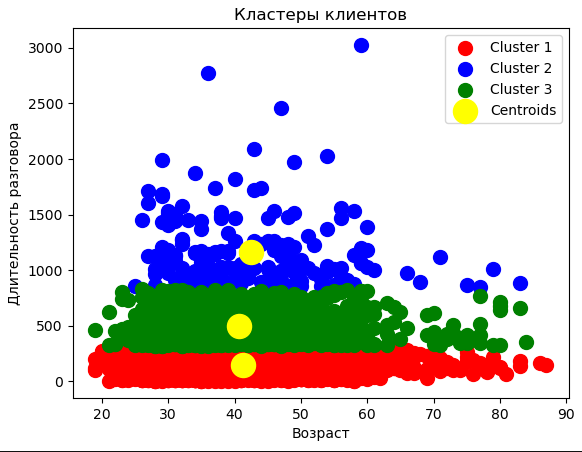 Кластеры клиентов
Cluster 1
Cluster 2
Cluster 3
Centroids
Длительность разговора
3000
2500
2000
1500
1000
500
0
20 30 40 50 60 70 80 90
Возраст